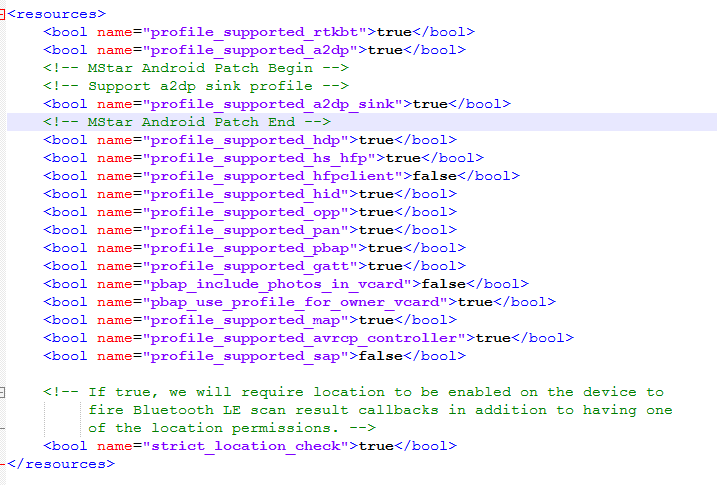 <resources>
<bool name="profile_supported_rtkbt">true</bool>
<bool name="profile_supported_a2dp">true</bool>
<!-- MStar Android Patch Begin -->
<!-- Support a2dp sink profile -->
<bool name="profile_supported_a2dp_sink">true</bool>
<!-- MStar Android Patch End -->
<bool name="profile_supported_hdp">true</bool>
<bool name="profile_supported_hs_hfp">true</bool>
<bool name="profile_supported_hfpclient">false</bool>
<bool name="profile_supported_hid">true</bool>
<bool name="profile_supported_opp">true</bool>
<bool name="profile_supported_pan">true</bool>
<bool name="profile_supported_pbap">true</bool>
<bool name="profile_supported_gatt">true</bool>
<bool name="pbap_include_photos_in_vcard">false</bool>
<bool name="pbap_use_profile_for_owner_vcard">true</bool>
<bool name="profile_supported_map">true</bool>
<bool name="profile_supported_avrcp_controller">true</bool>
<bool name="profile_supported_sap">false</bool>
<!-- If true, we will require location to be enabled on the device to
fire Bluetooth LE scan result callbacks in addition to having one
of the location permissions. -->
<bool name="strict_location_check">true</bool>
</resources>